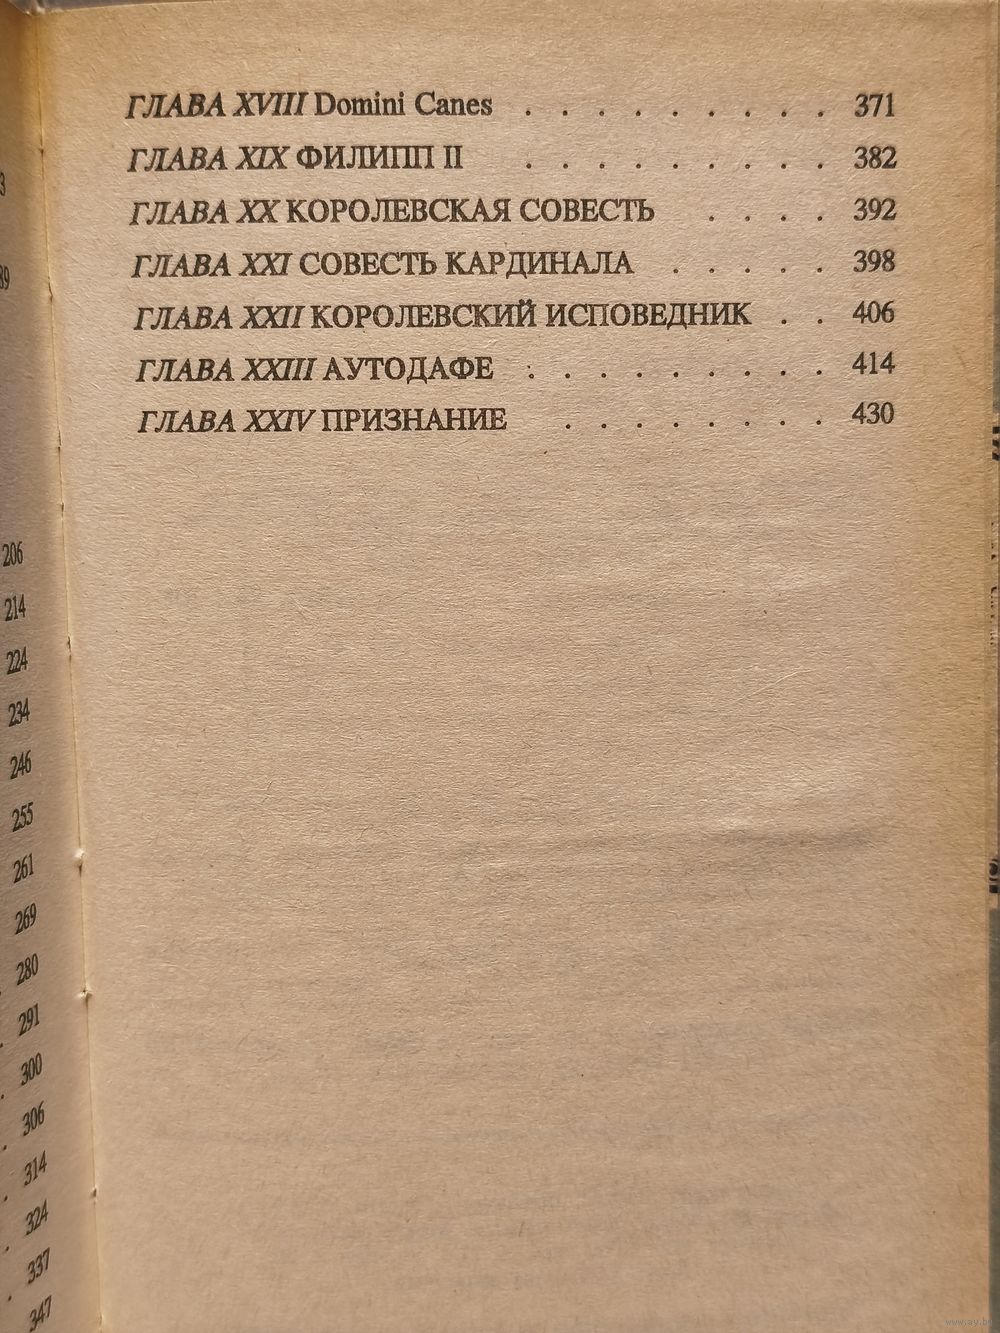 ГЛАВА XVIII Domini Canes . . . . . . . . . 371
ГЛАВА XIX ФИЛИПП II . . . . . . . . . 382
ГЛАВА XX КОРОЛЕВСКАЯ СОВЕСТЬ . . . . 392
ГЛАВА XXI СОВЕСТЬ КАРДИНАЛА . . . . . 398
ГЛАВА XXII КОРОЛЕВСКИЙ ИСПОВЕДНИК . . 406
ГЛАВА XXIII АУТОДАФЕ . . . . . . . . . 414
ГЛАВА XXIV ПРИЗНАНИЕ . . . . . . . . 430
206
214
224
234
246
255
261
269
280
291
300
306
314
324
337
347